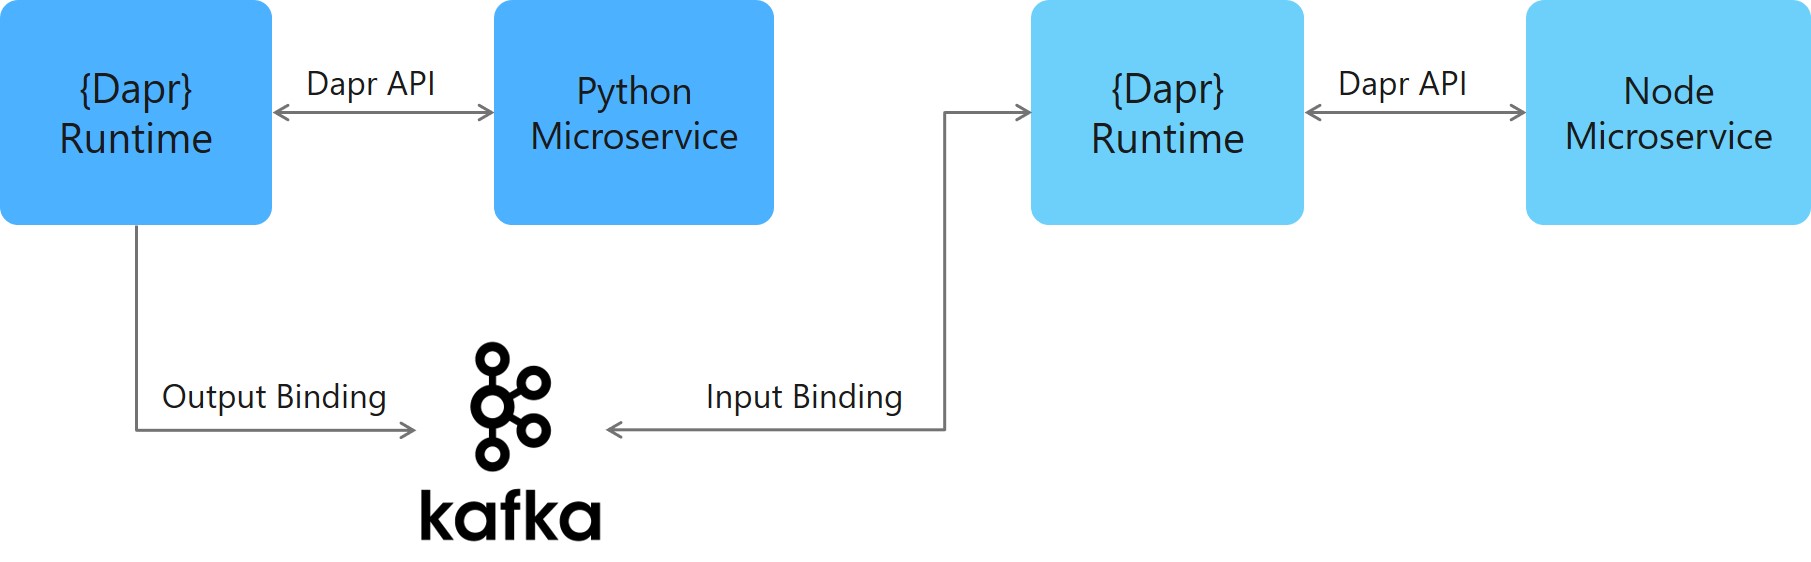 {Dapr}
Runtime
Dapr API
Python
Microservice
{Dapr}
Runtime
Dapr API
Node
Microservice
Output Binding
Input Binding
kafka